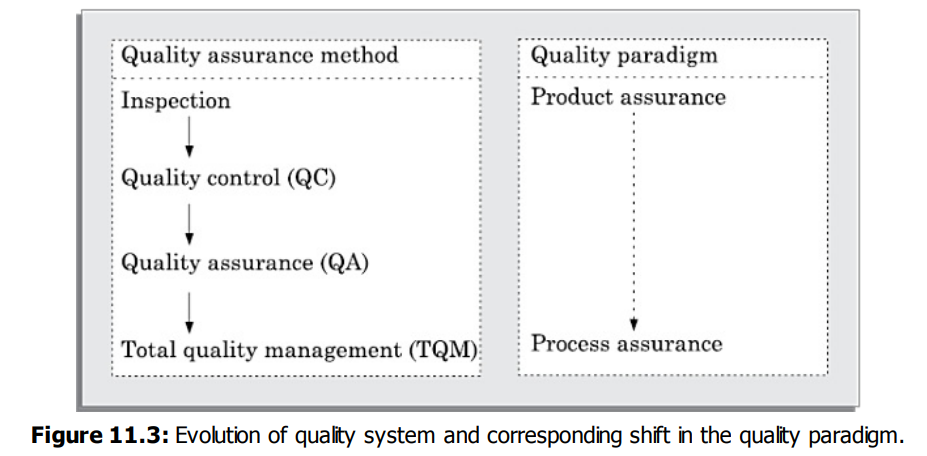 Quality assurance method
Inspection
Quality control (QC)
Quality assurance (QA)
Total quality management (TQM)
Quality paradigm
Product assurance
Process assurance
Figure 11.3: Evolution of quality system and corresponding shift in the quality paradigm.